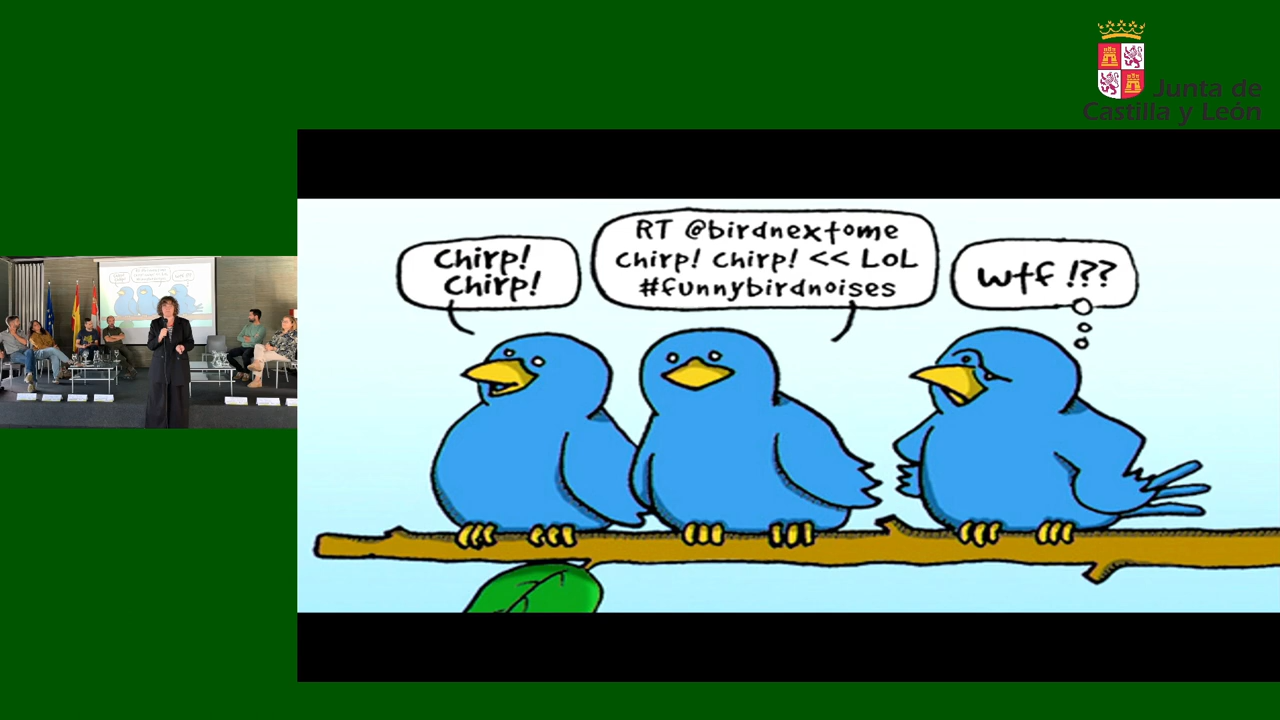 Junta de
Castilla y León
Chirp!
Chirp!
RT @birdnextome
chirp! chirp! << LoL
#funnybirdnoises
wtf !??